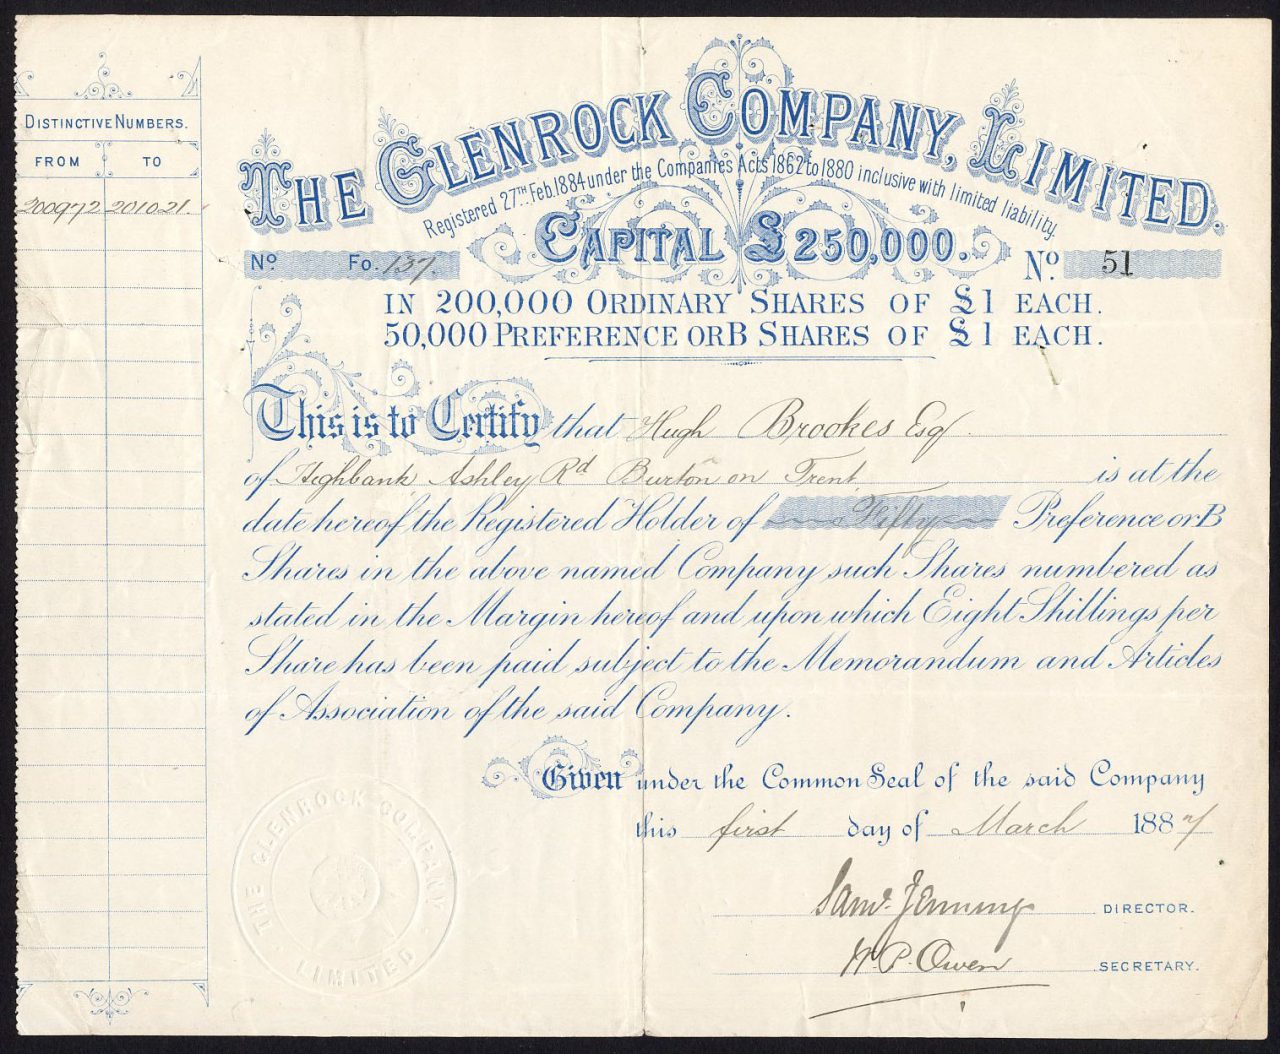 DISTINCTIVE NUMBERS.
FROM TO
200972 201021.
THE GLENROCK COMPANY, LIMITED.
Registered 27TH Feb. 1884 under the Companies Acts 1862 to 1880 inclusive with limited liability.
CAPITAL £250,000.
No. Fo. 137. No. 51
IN 200,000 ORDINARY SHARES OF £1 EACH.
50,000 PREFERENCE OR B SHARES OF £1 EACH.
This is to Certify that Hugh Brookes Esq.
of Highbank Ashley Rd Burton on Trent is at the
date hereof the Registered Holder of Fifty Preference or B
Shares in the above named Company such Shares numbered as
stated in the Margin hereof and upon which Eight Shillings per
Share has been paid subject to the Memorandum and Articles
of Association of the said Company.
Given under the Common Seal of the said Company
this first day of March 1887
Saml. Jennings DIRECTOR.
W. P. Owen SECRETARY.
THE GLENROCK COMPANY
LIMITED